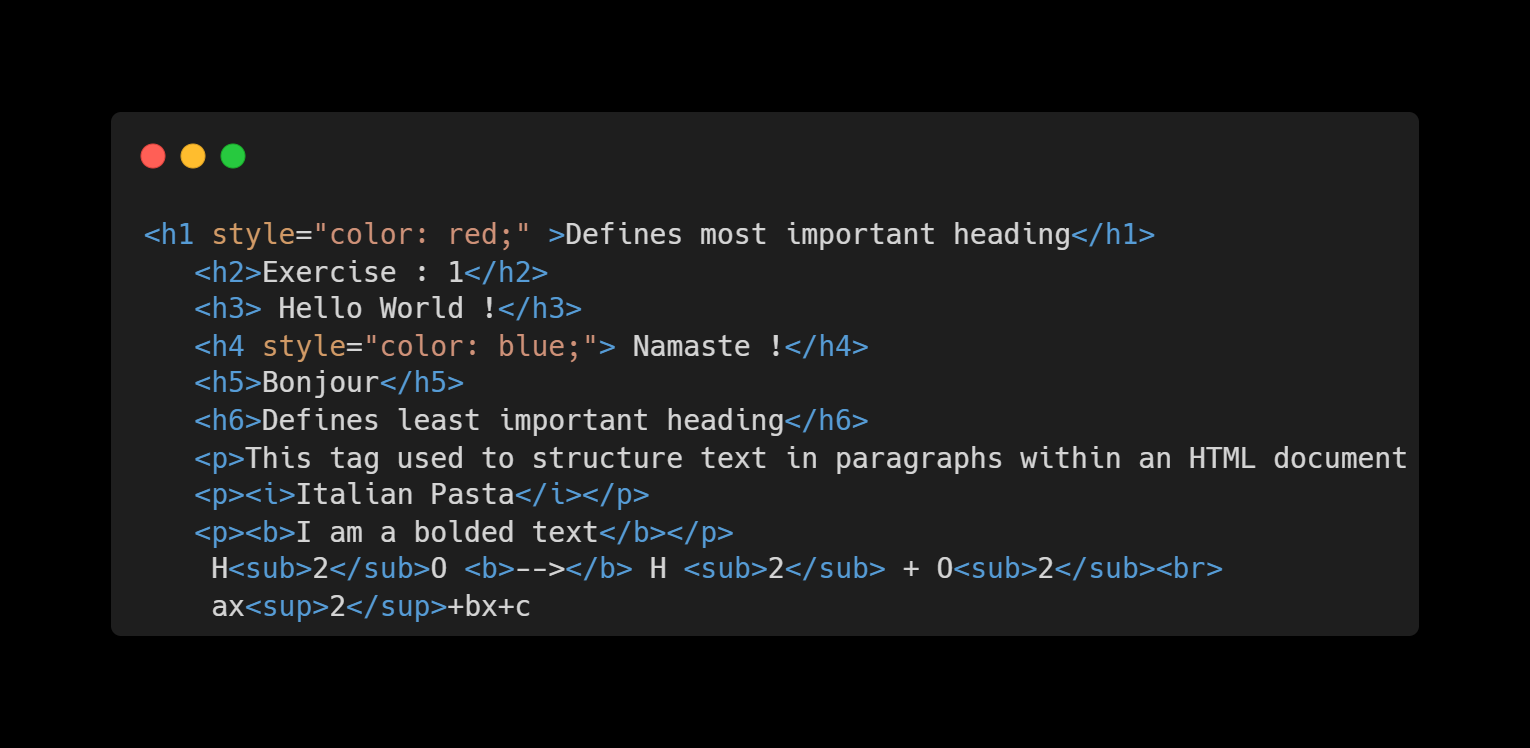 <h1 style="color: red;" >Defines most important heading</h1>
<h2>Exercise : 1</h2>
<h3> Hello World !</h3>
<h4 style="color: blue;"> Namaste !</h4>
<h5>Bonjour</h5>
<h6>Defines least important heading</h6>
<p>This tag used to structure text in paragraphs within an HTML document
<p><i>Italian Pasta</i></p>
<p><b>I am a bolded text</b></p>
H<sub>2</sub>O <b>--></b> H <sub>2</sub> + O<sub>2</sub><br>
ax<sup>2</sup>+bx+c